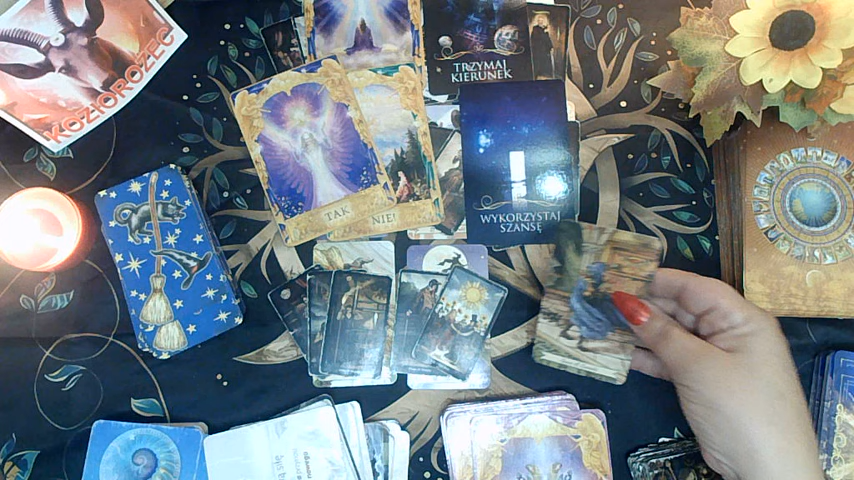 KOZIOROŻEC
TRZYMAJ
KIERUNEK
TAK
NIE!
WYKORZYSTAJ
SZANSĘ